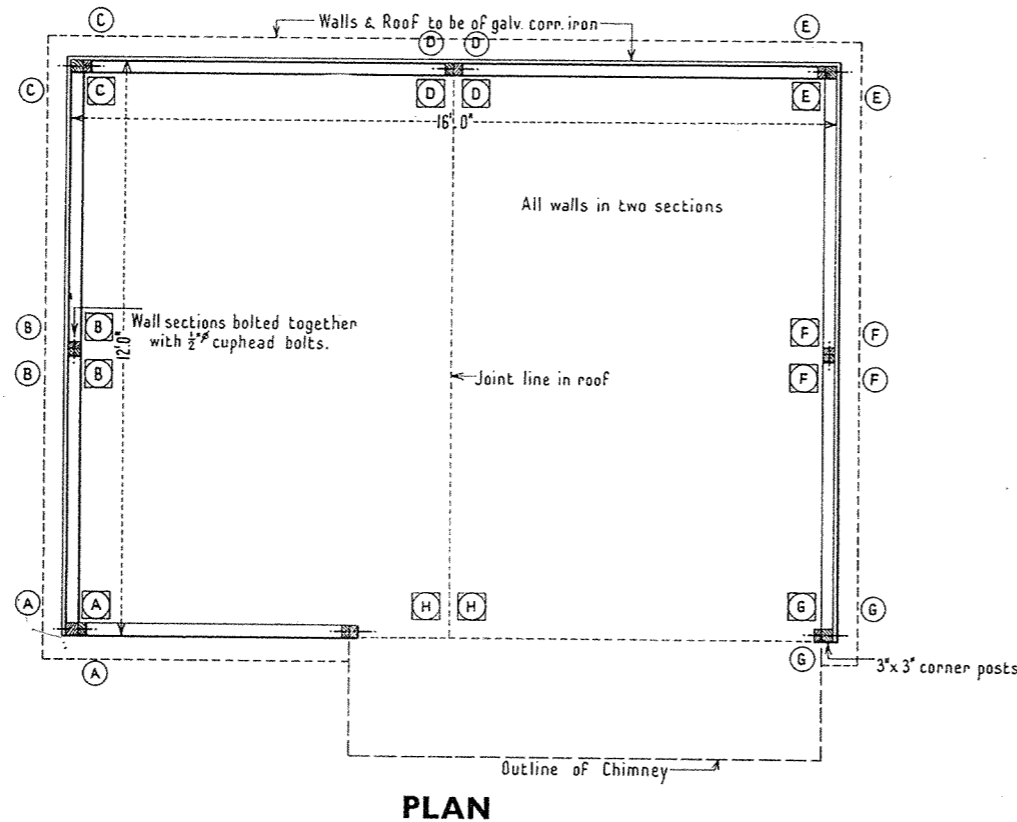 C
Walls & Roof to be of galv. corr. iron
D D
E
C
C
D D
E
E
16'.0"
All walls in two sections
B
B
Wall sections bolted together
with ½"ø cuphead bolts.
12'.0"
F
F
B
B
Joint line in roof
F
F
A
A
H H
G
G
A
G
3"x 3" corner posts
Outline of Chimney
PLAN